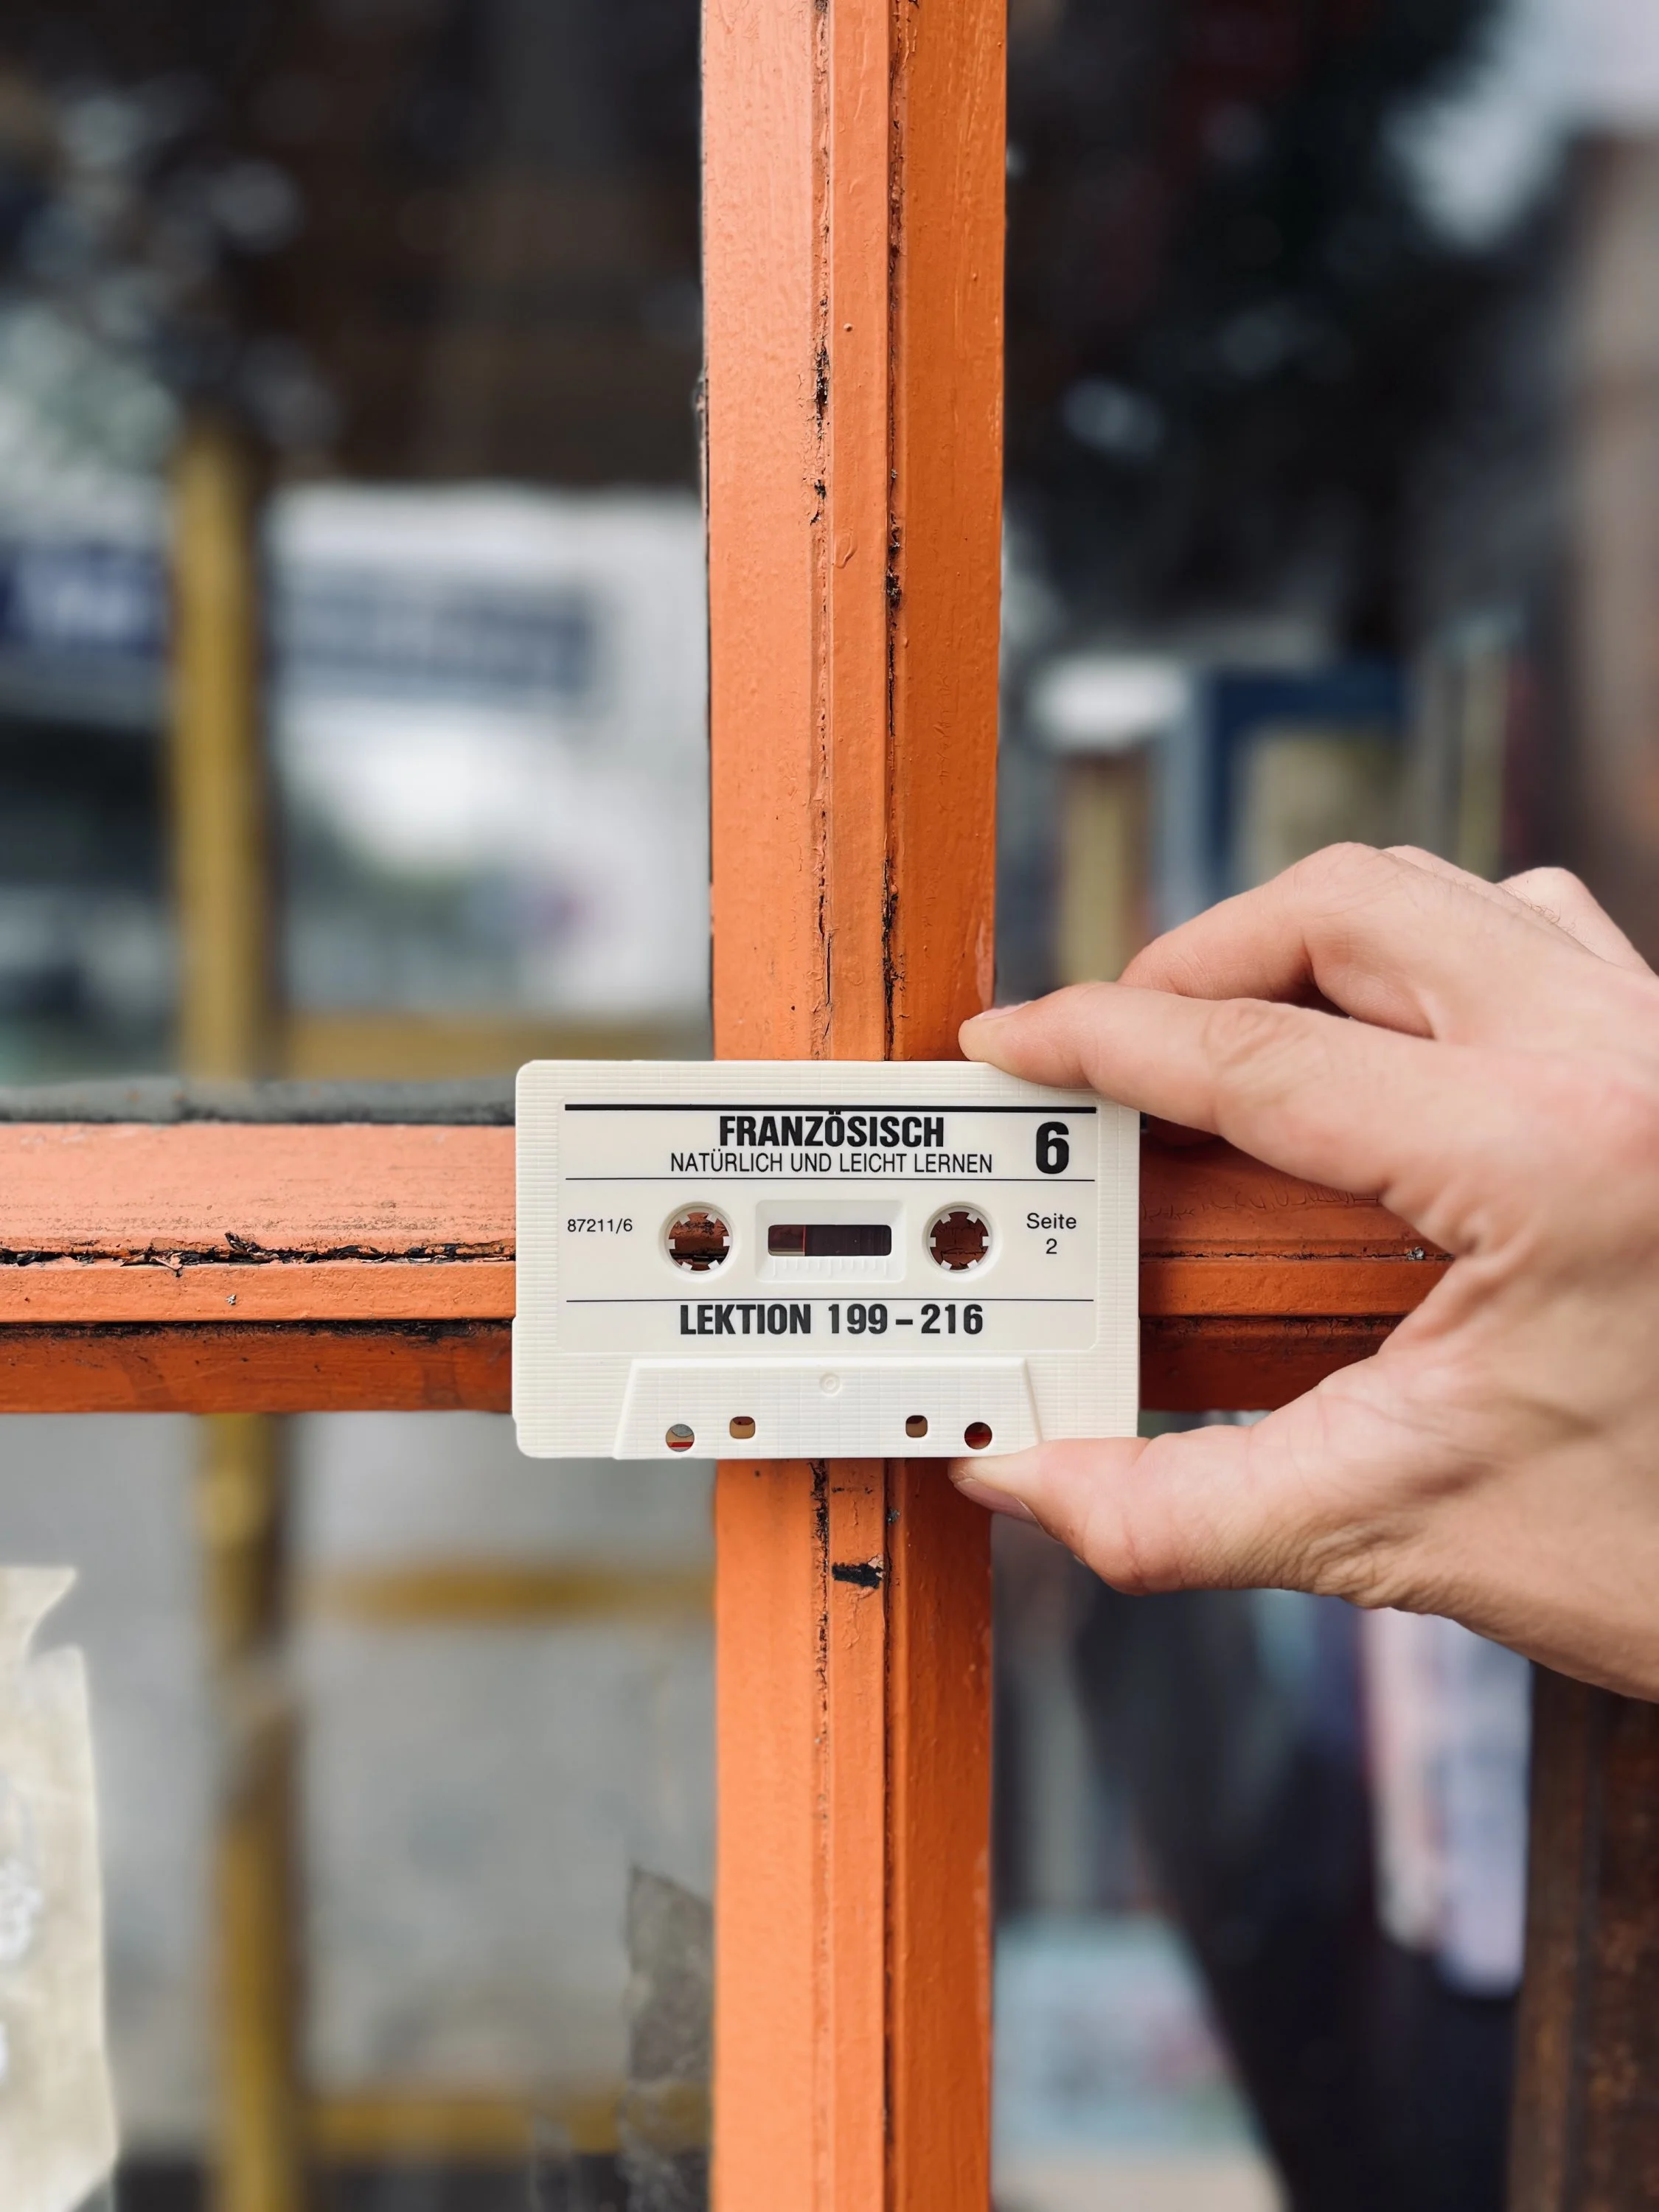 FRANZÖSISCH 6
NATÜRLICH UND LEICHT LERNEN
87211/6
Seite
2
LEKTION 199–216